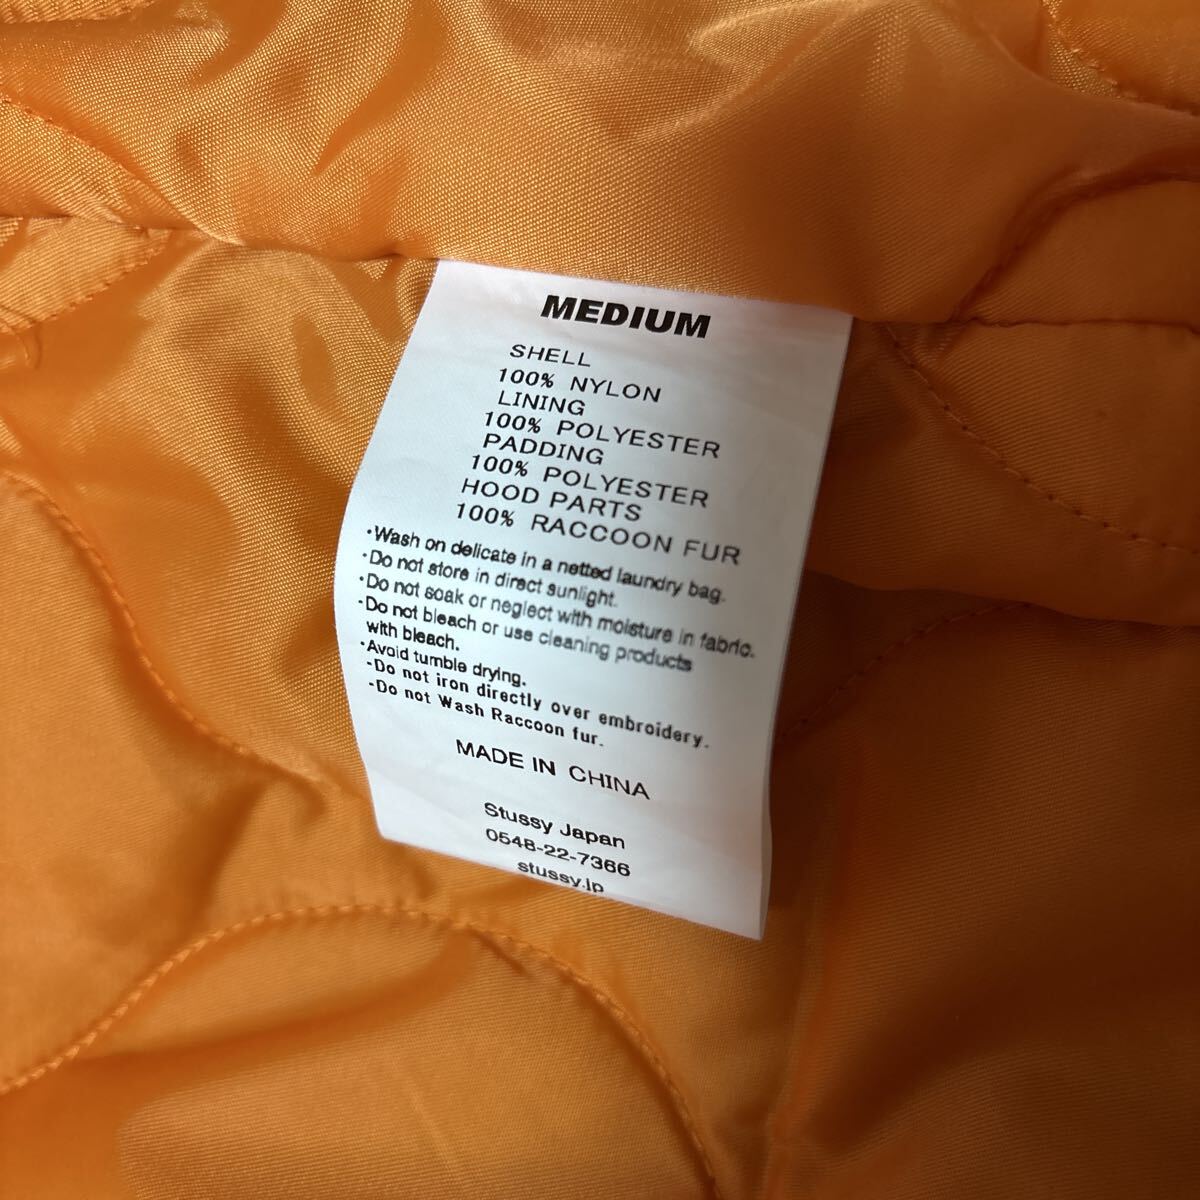 MEDIUM
SHELL
100% NYLON
LINING
100% POLYESTER
PADDING
100% POLYESTER
HOOD PARTS
100% RACCOON FUR
・Wash on delicate in a netted laundry bag.
・Do not store in direct sunlight.
・Do not soak or neglect with moisture in fabric.
・Do not bleach or use cleaning products
with bleach.
・Avoid tumble drying.
-Do not iron directly over embroidery.
-Do not Wash Raccoon fur.
MADE IN CHINA
Stussy Japan
0548-22-7366
stussy.jp